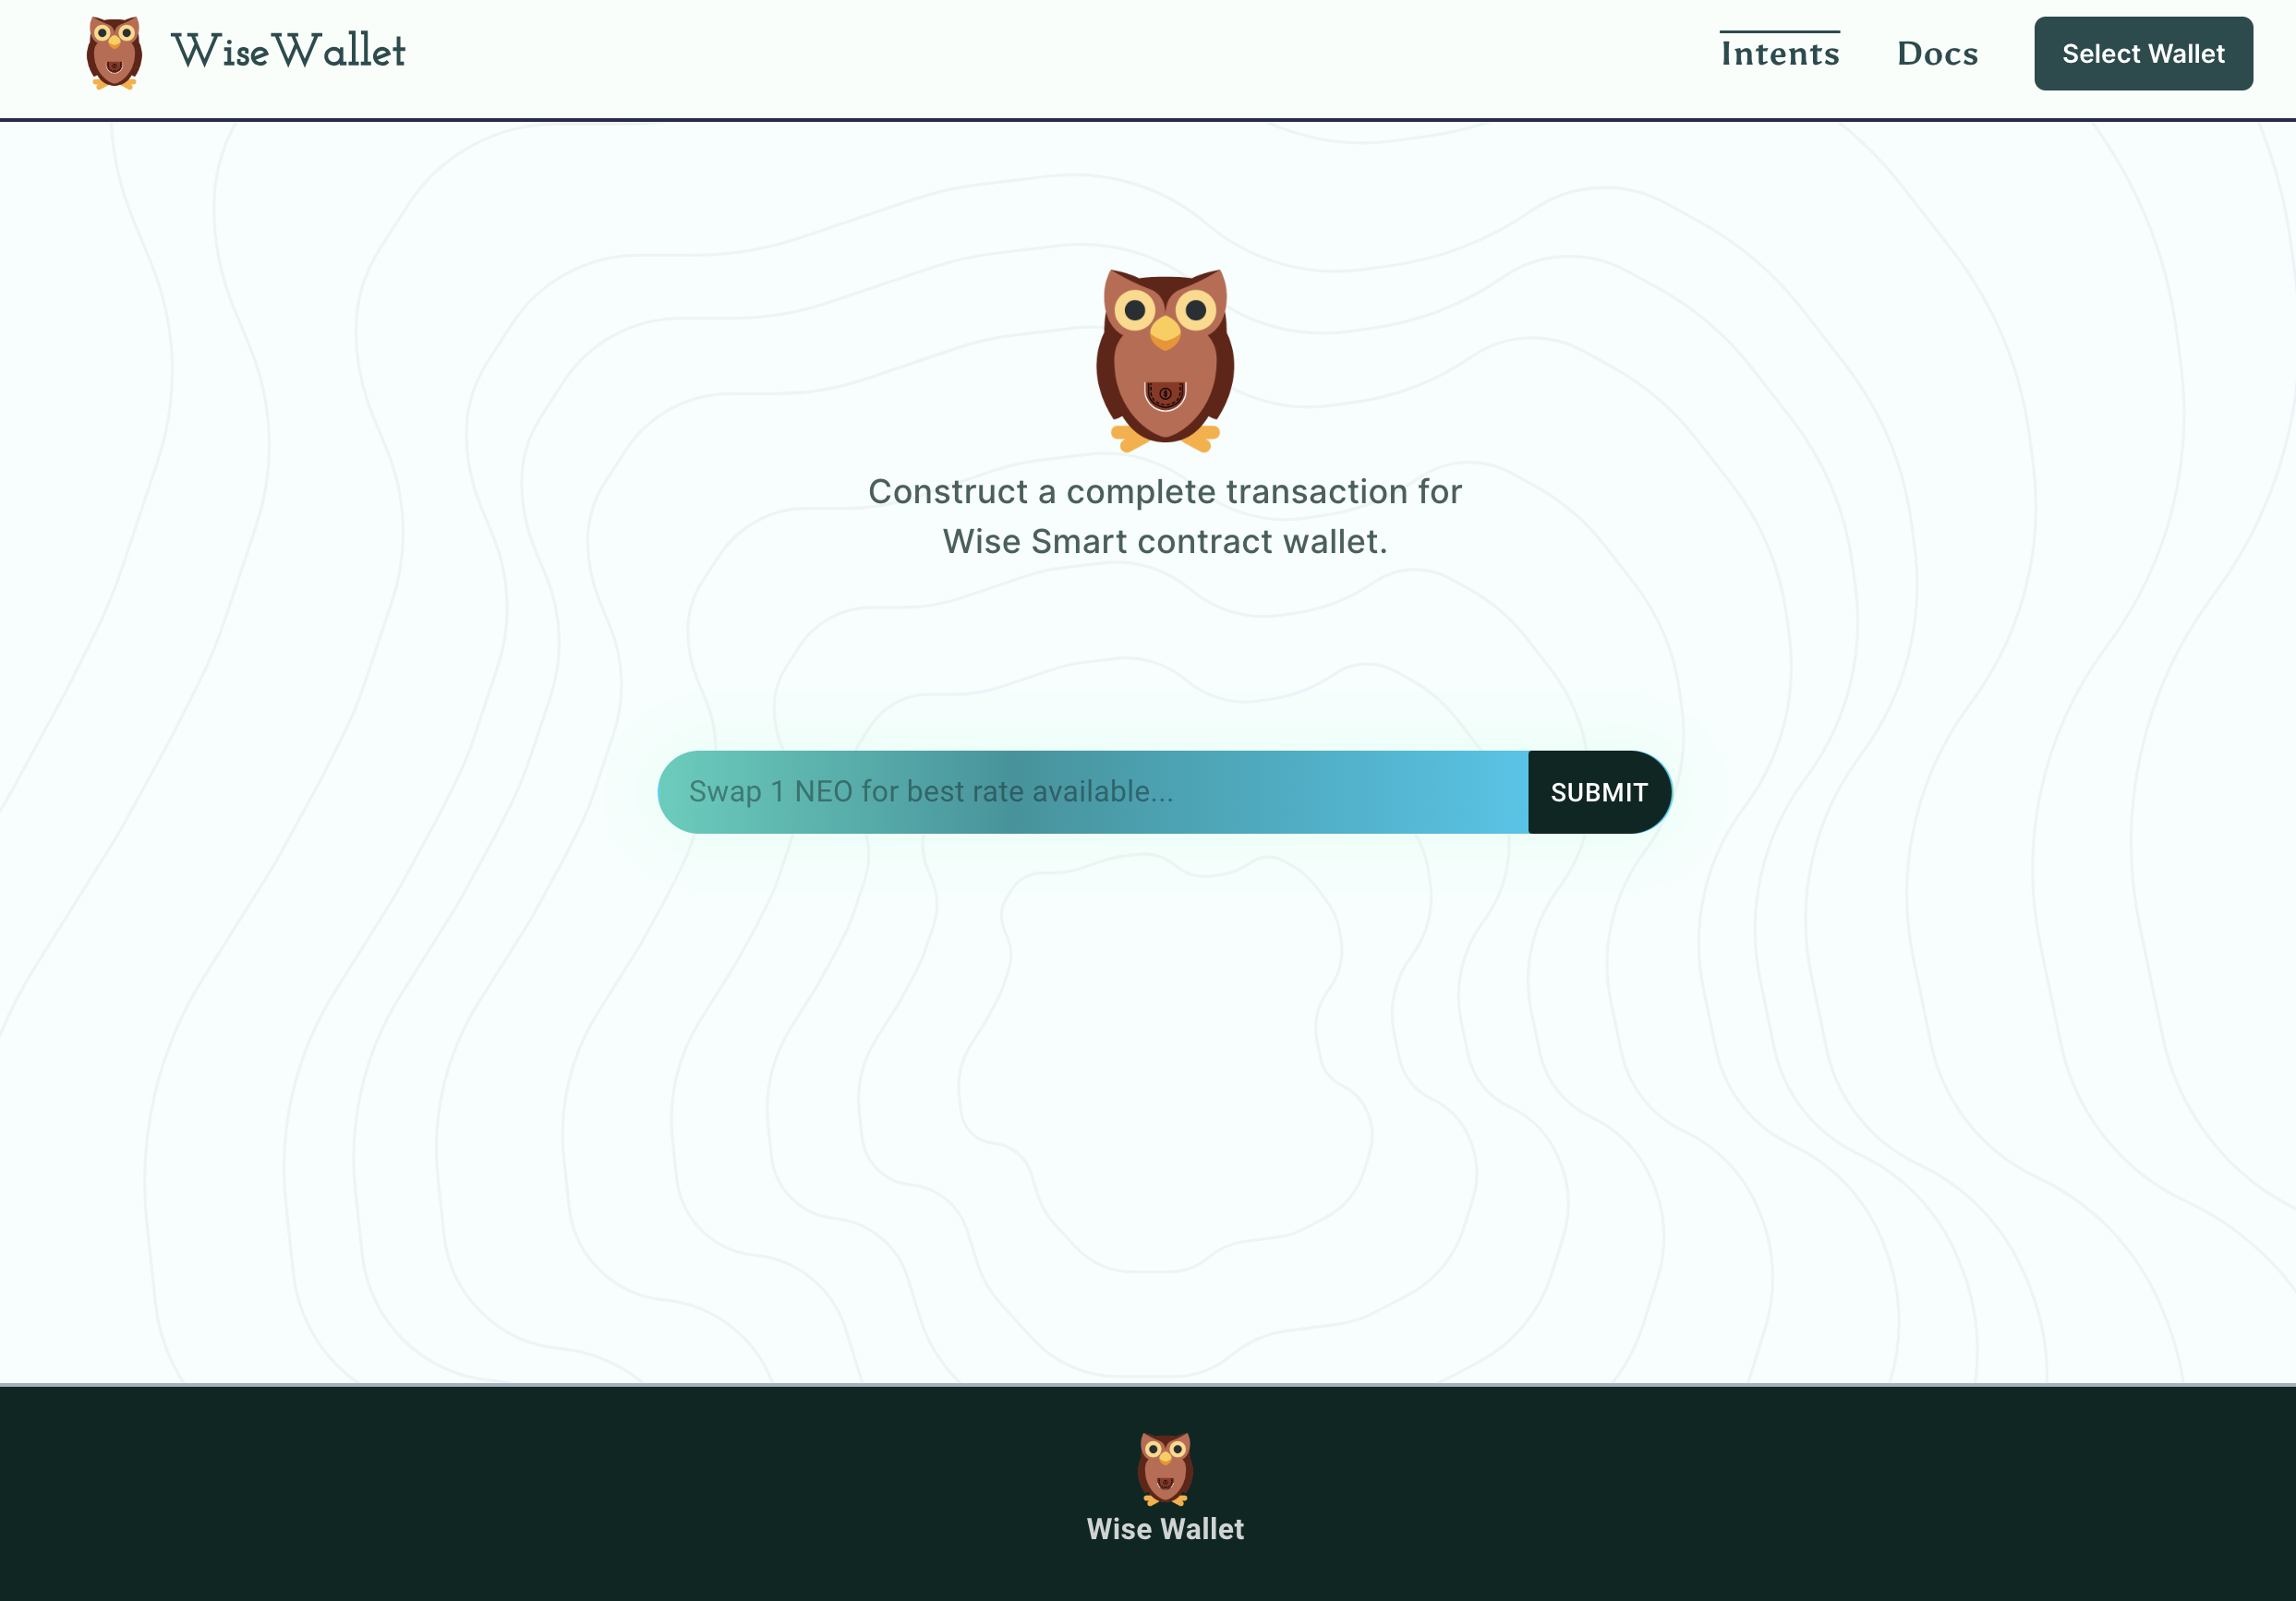 WiseWallet
Intents
Docs
Select Wallet
Construct a complete transaction for
Wise Smart contract wallet.
Swap 1 NEO for best rate available...
SUBMIT
Wise Wallet